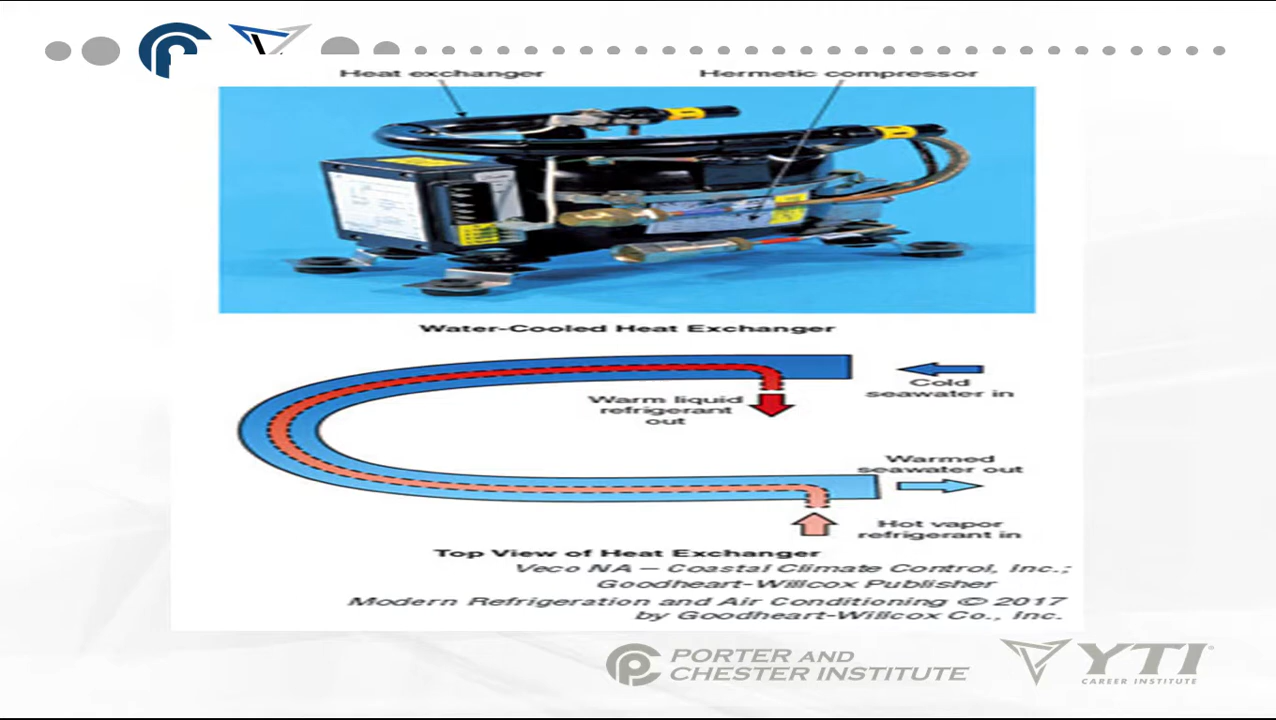 Heat exchanger
Hermetic compressor
Water-Cooled Heat Exchanger
Cold
seawater in
Warm liquid
refrigerant
out
Warmed
seawater out
Hot vapor
refrigerant in
Top View of Heat Exchanger
Veco NA – Coastal Climate Control, Inc.;
Goodheart-Willcox Publisher
Modern Refrigeration and Air Conditioning © 2017
by Goodheart-Willcox Co., Inc.
PORTER AND
CHESTER INSTITUTE
YTI
CAREER INSTITUTE